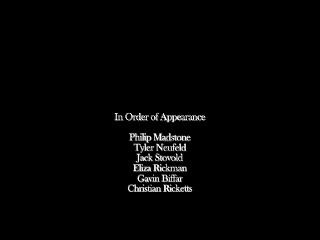 In Order of Appearance
Philip Madstone
Tyler Neufeld
Jack Stovold
Eliza Rickman
Gavin Biffar
Christian Ricketts